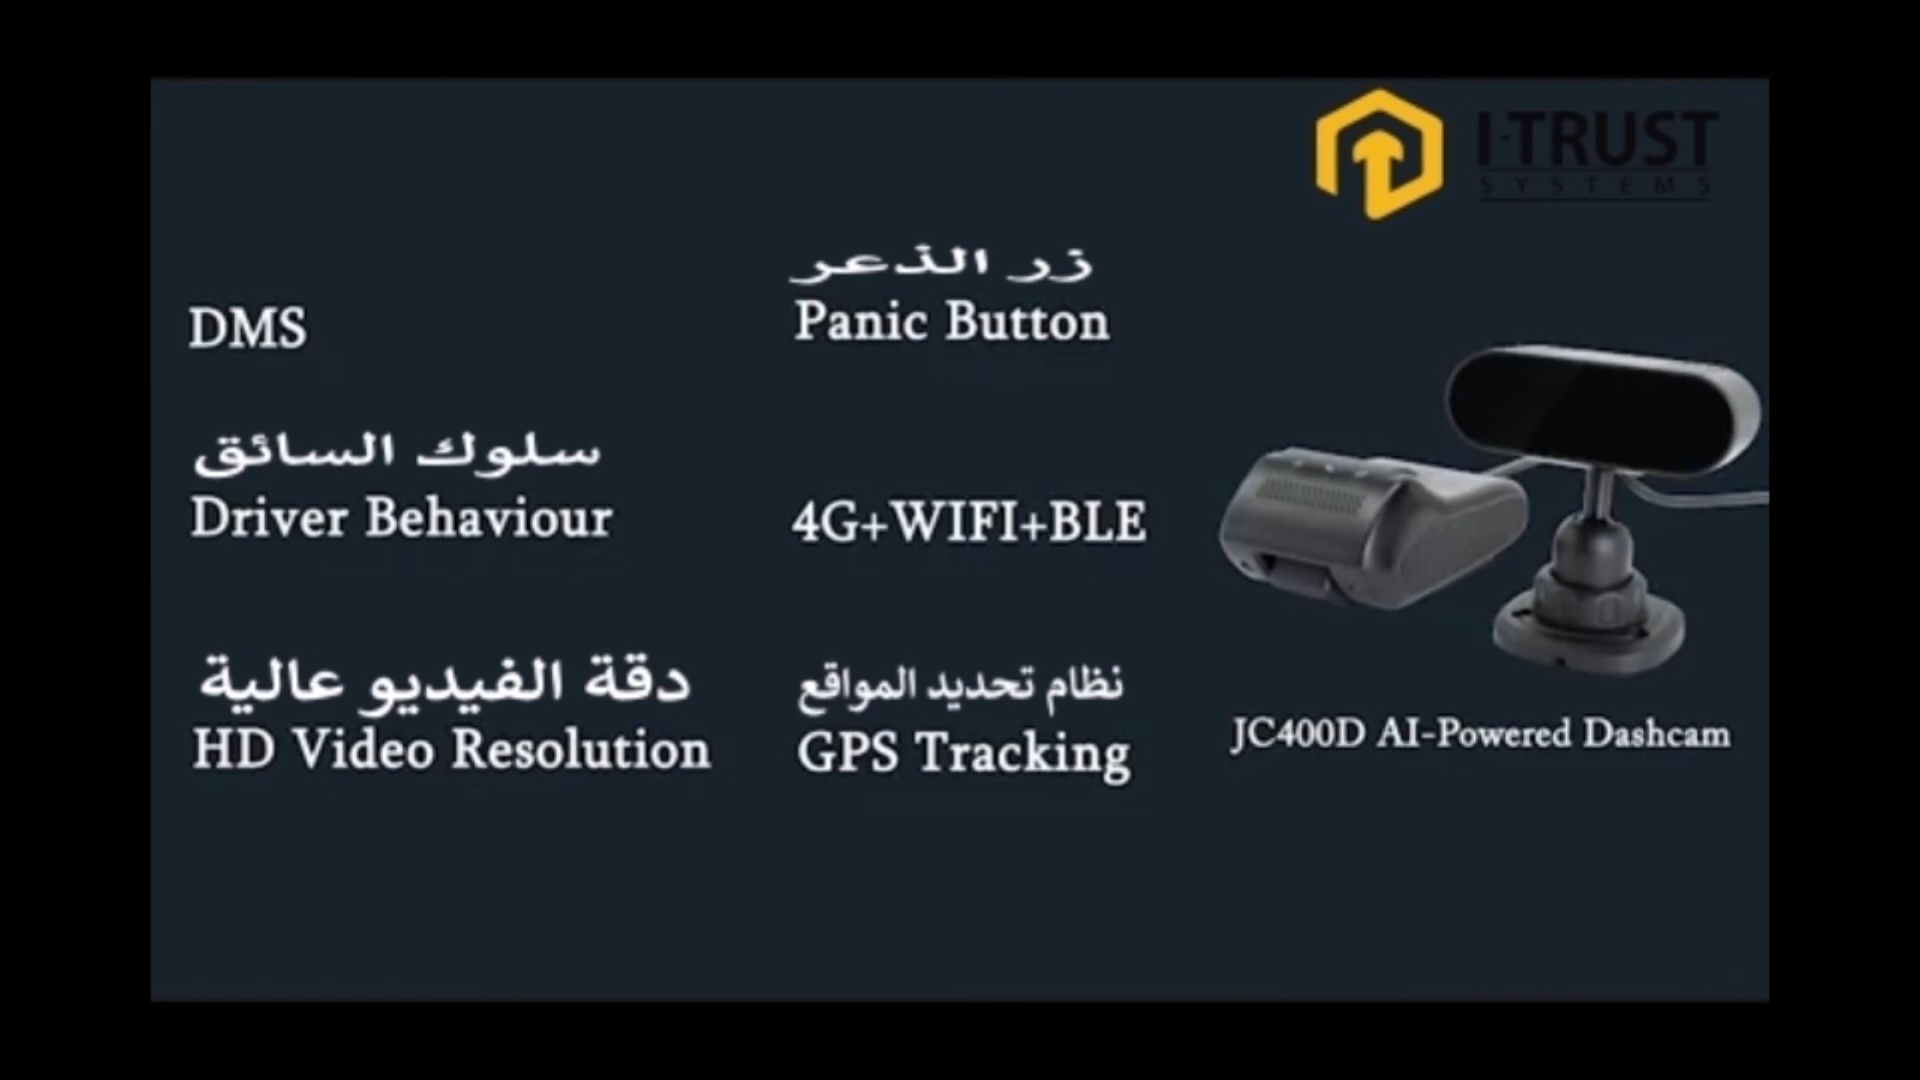 I-TRUST
SYSTEMS
DMS
زر الذعر
Panic Button
سلوك السائق
Driver Behaviour
4G+WIFI+BLE
دقة الفيديو عالية
HD Video Resolution
نظام تحديد المواقع
GPS Tracking
JC400D AI-Powered Dashcam